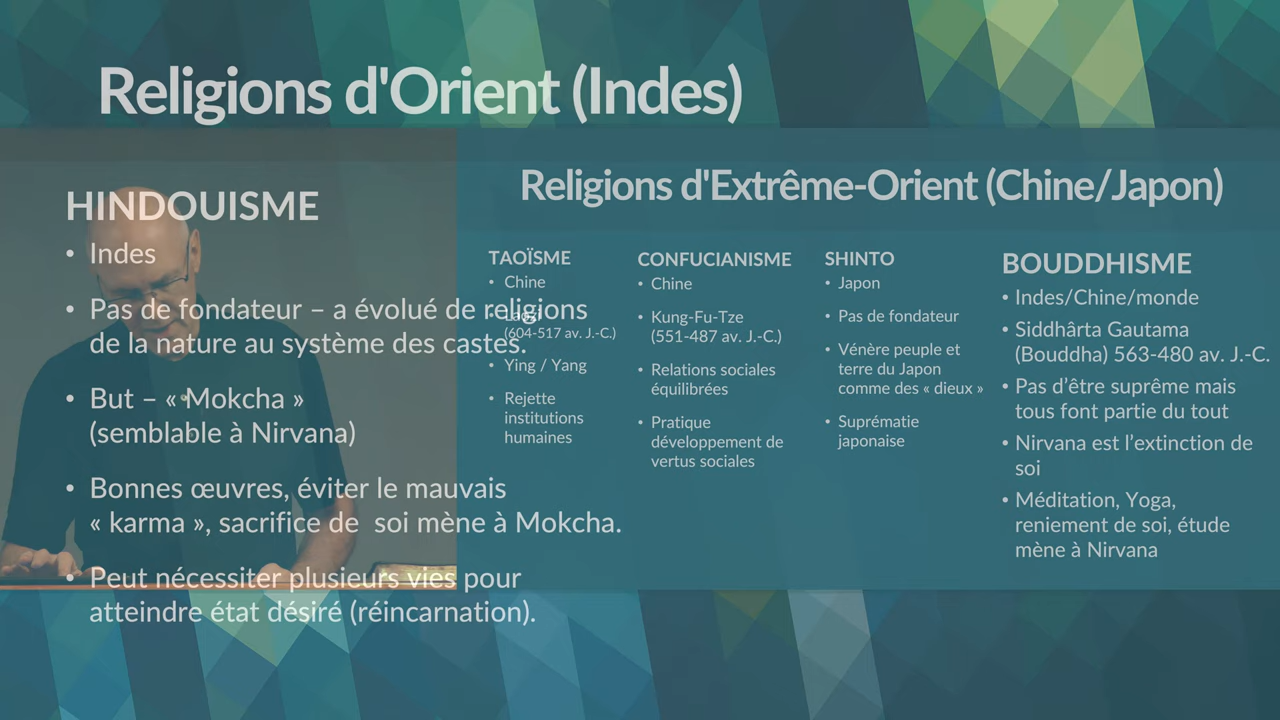 Religions d'Orient (Indes)
HINDOUISME
• Indes
• Pas de fondateur – a évolué de religions
de la nature au système des castes.
• But – « Mokcha »
(semblable à Nirvana)
• Bonnes œuvres, éviter le mauvais
« karma », sacrifice de soi mène à Mokcha.
• Peut nécessiter plusieurs vies pour
atteindre état désiré (réincarnation).
Religions d'Extrême-Orient (Chine/Japon)
TAOÏSME
• Chine
(604-517 av. J.-C.)
• Ying / Yang
• Rejette
institutions
humaines
CONFUCIANISME
• Chine
• Kung-Fu-Tze
(551-487 av. J.-C.)
• Relations sociales
équilibrées
• Pratique
développement de
vertus sociales
SHINTO
• Japon
• Pas de fondateur
• Vénère peuple et
terre du Japon
comme des « dieux »
• Suprématie
japonaise
BOUDDHISME
• Indes/Chine/monde
• Siddhârta Gautama
(Bouddha) 563-480 av. J.-C.
• Pas d’être suprême mais
tous font partie du tout
• Nirvana est l’extinction de
soi
• Méditation, Yoga,
reniement de soi, étude
mène à Nirvana